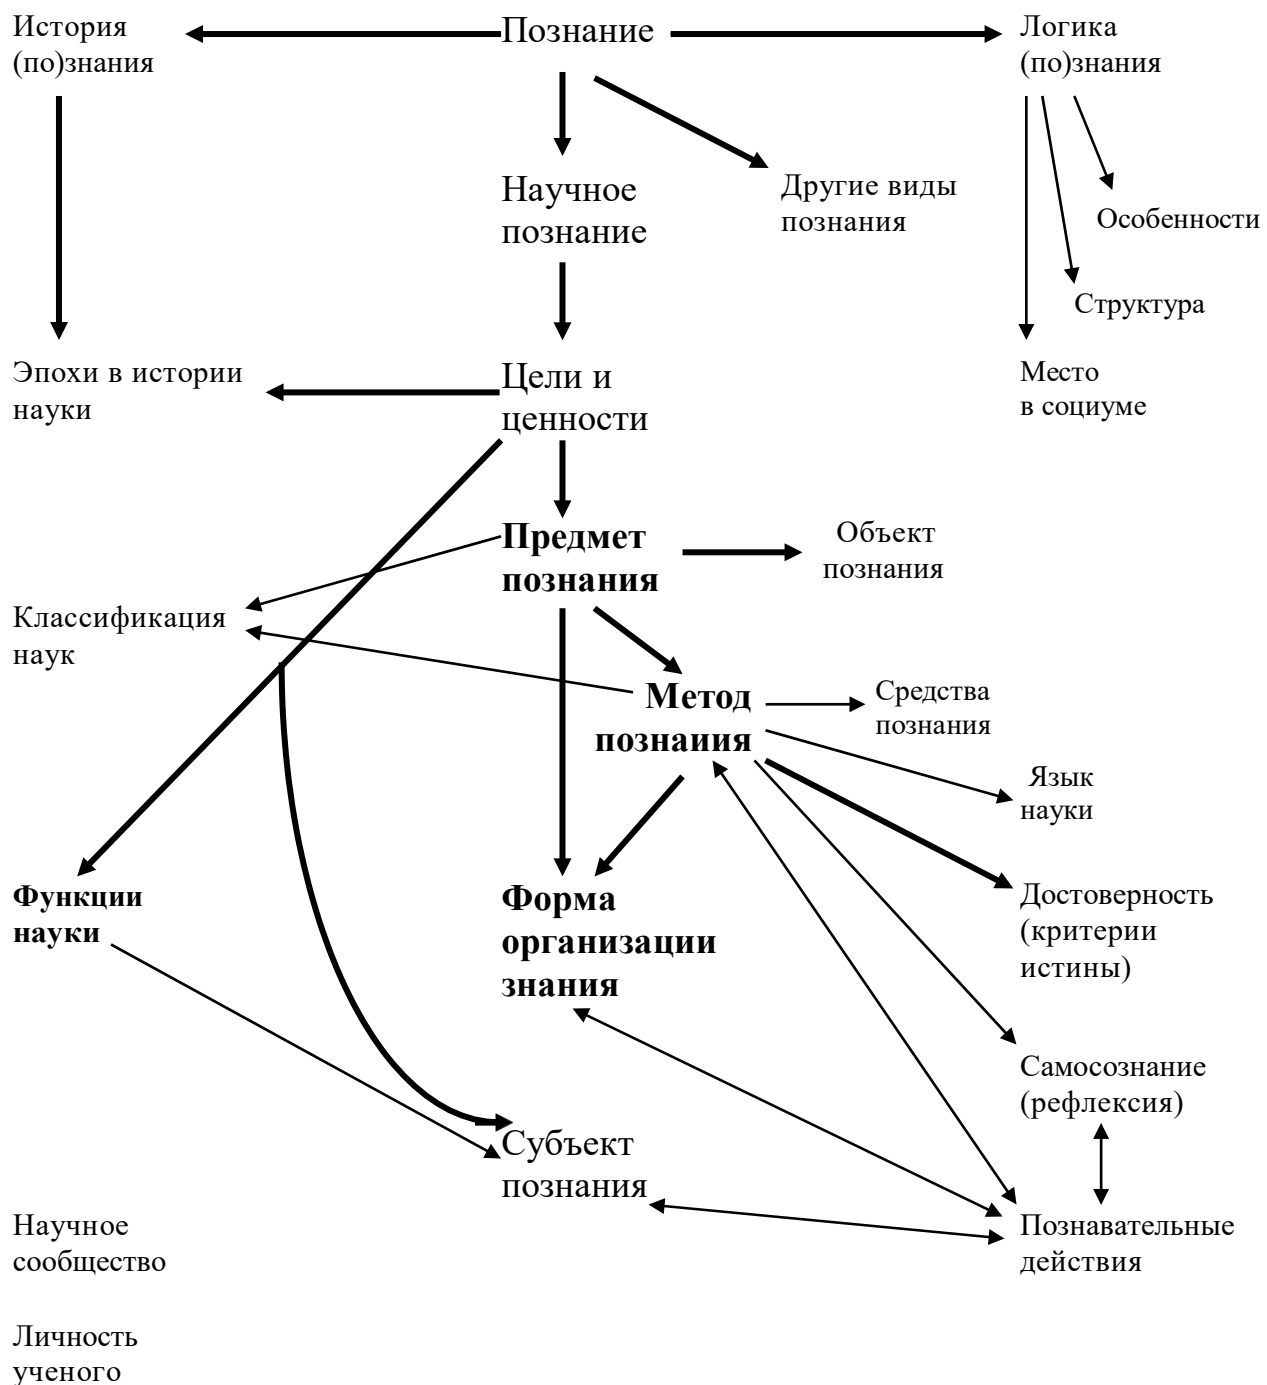 История
(по)знания
Познание
Логика
(по)знания
Научное
познание
Другие виды
познания
Особенности
Структура
Эпохи в истории
науки
Цели и
ценности
Место
в социуме
Предмет
познания
Объект
познания
Классификация
наук
Метод
познаиия
Средства
познания
Язык
науки
Функции
науки
Форма
организации
знания
Достоверность
(критерии
истины)
Самосознание
(рефлексия)
Субъект
познания
Научное
сообщество
Познавательные
действия
Личность
ученого